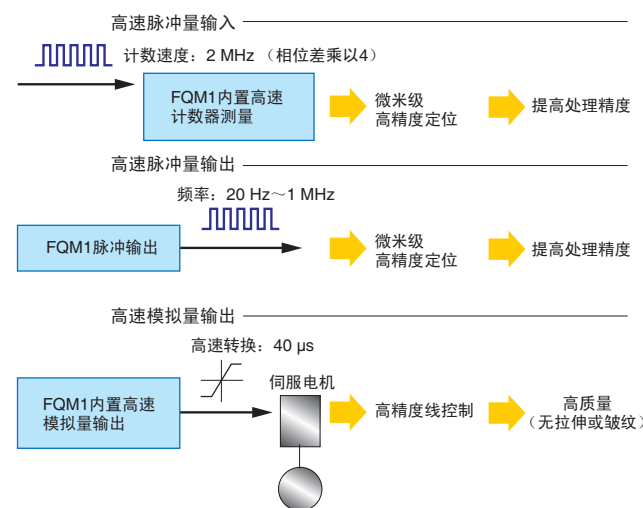 高速脉冲量输入
计数速度：2 MHz （相位差乘以4）
FQM1内置高速
计数器测量
微米级
高精度定位
提高处理精度
高速脉冲量输出
频率：20 Hz～1 MHz
FQM1脉冲输出
微米级
高精度定位
提高处理精度
高速模拟量输出
高速转换：40 μs
伺服电机
FQM1内置高速
模拟量输出
高精度线控制
高质量
（无拉伸或皱纹）